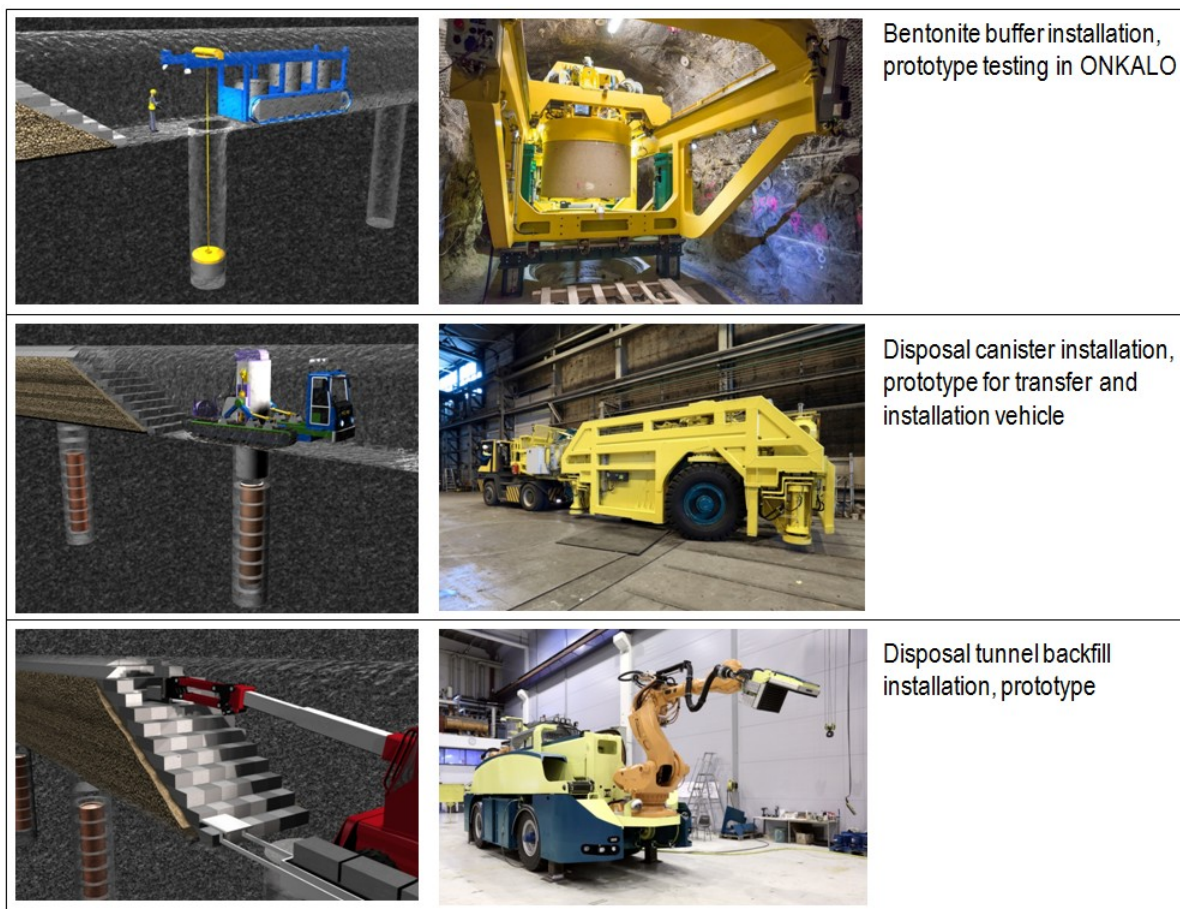 Bentonite buffer installation,
prototype testing in ONKALO
Disposal canister installation,
prototype for transfer and
installation vehicle
Disposal tunnel backfill
installation, prototype